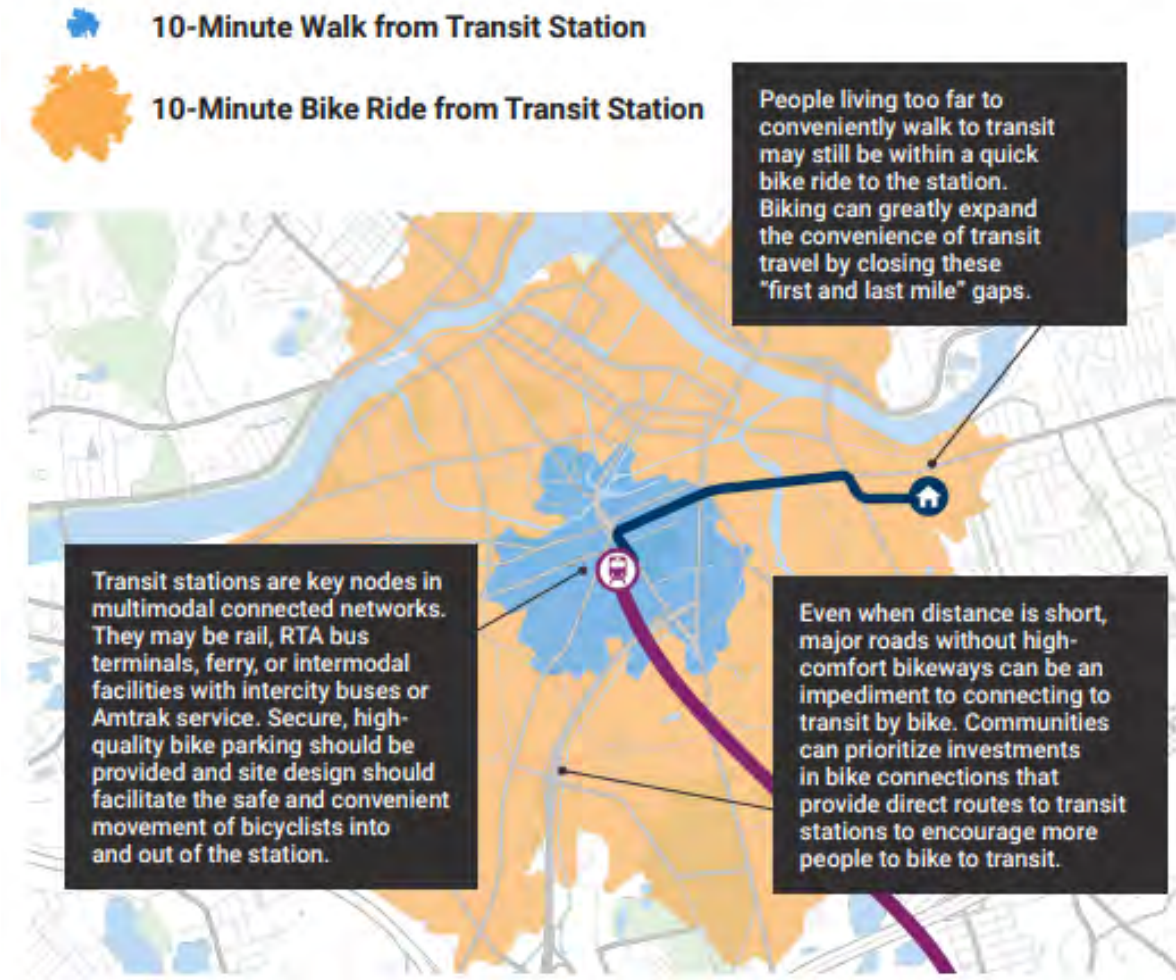 10-Minute Walk from Transit Station
10-Minute Bike Ride from Transit Station
People living too far to
conveniently walk to transit
may still be within a quick
bike ride to the station.
Biking can greatly expand
the convenience of transit
travel by closing these
"first and last mile" gaps.
Transit stations are key nodes in
multimodal connected networks.
They may be rail, RTA bus
terminals, ferry, or intermodal
facilities with intercity buses or
Amtrak service. Secure, high-
quality bike parking should be
provided and site design should
facilitate the safe and convenient
movement of bicyclists into
and out of the station.
Even when distance is short,
major roads without high-
comfort bikeways can be an
impediment to connecting to
transit by bike. Communities
can prioritize investments
in bike connections that
provide direct routes to transit
stations to encourage more
people to bike to transit.